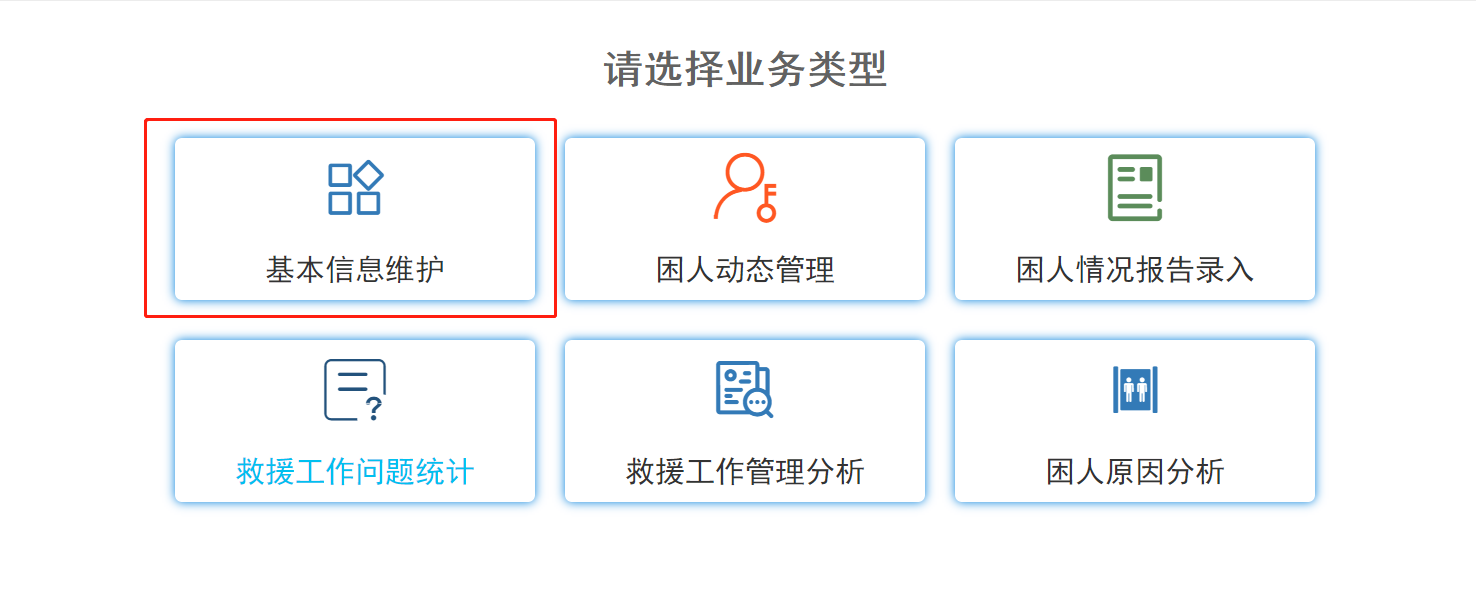 请选择业务类型
基本信息维护
困人动态管理
困人情况报告录入
救援工作问题统计
救援工作管理分析
困人原因分析